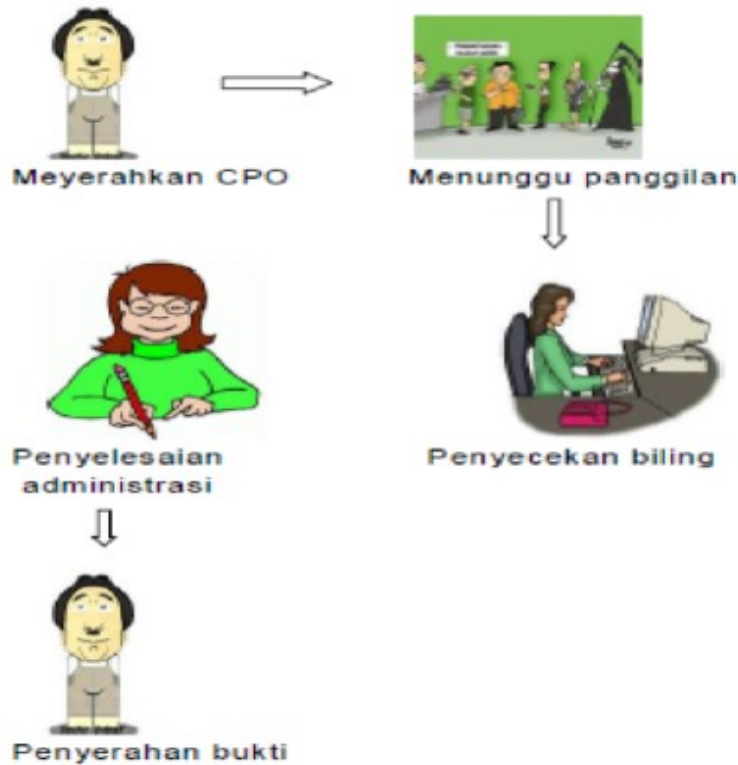 Meyerahkan CPO
Menunggu panggilan
Penyelesaian
administrasi
Penyecekan biling
Penyerahan bukti